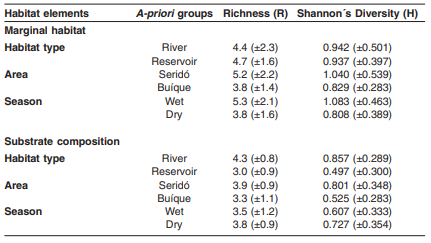 Habitat elements A-priori groups Richness (R) Shannon´s Diversity (H)
Marginal habitat
Habitat type River 4.4 (±2.3) 0.942 (±0.501)
Reservoir 4.7 (±1.6) 0.937 (±0.397)
Area Seridó 5.2 (±2.2) 1.040 (±0.539)
Buíque 3.8 (±1.4) 0.829 (±0.283)
Season Wet 5.3 (±2.1) 1.083 (±0.463)
Dry 3.8 (±1.6) 0.808 (±0.389)
Substrate composition
Habitat type River 4.3 (±0.8) 0.857 (±0.289)
Reservoir 3.0 (±0.9) 0.497 (±0.300)
Area Seridó 3.9 (±0.9) 0.801 (±0.348)
Buíque 3.3 (±1.1) 0.525 (±0.283)
Season Wet 3.5 (±1.2) 0.607 (±0.333)
Dry 3.8 (±0.9) 0.727 (±0.354)